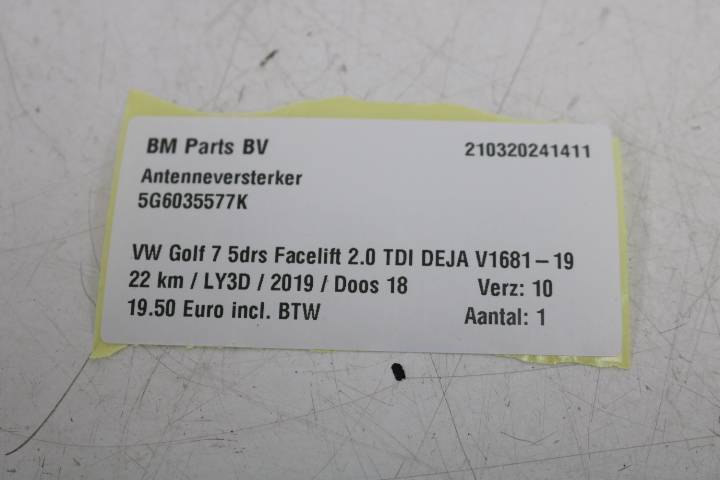 BM Parts BV 210320241411
Antenneversterker
5G6035577K
VW Golf 7 5drs Facelift 2.0 TDI DEJA V1681-19
22 km / LY3D / 2019 / Doos 18 Verz: 10
19.50 Euro incl. BTW Aantal: 1